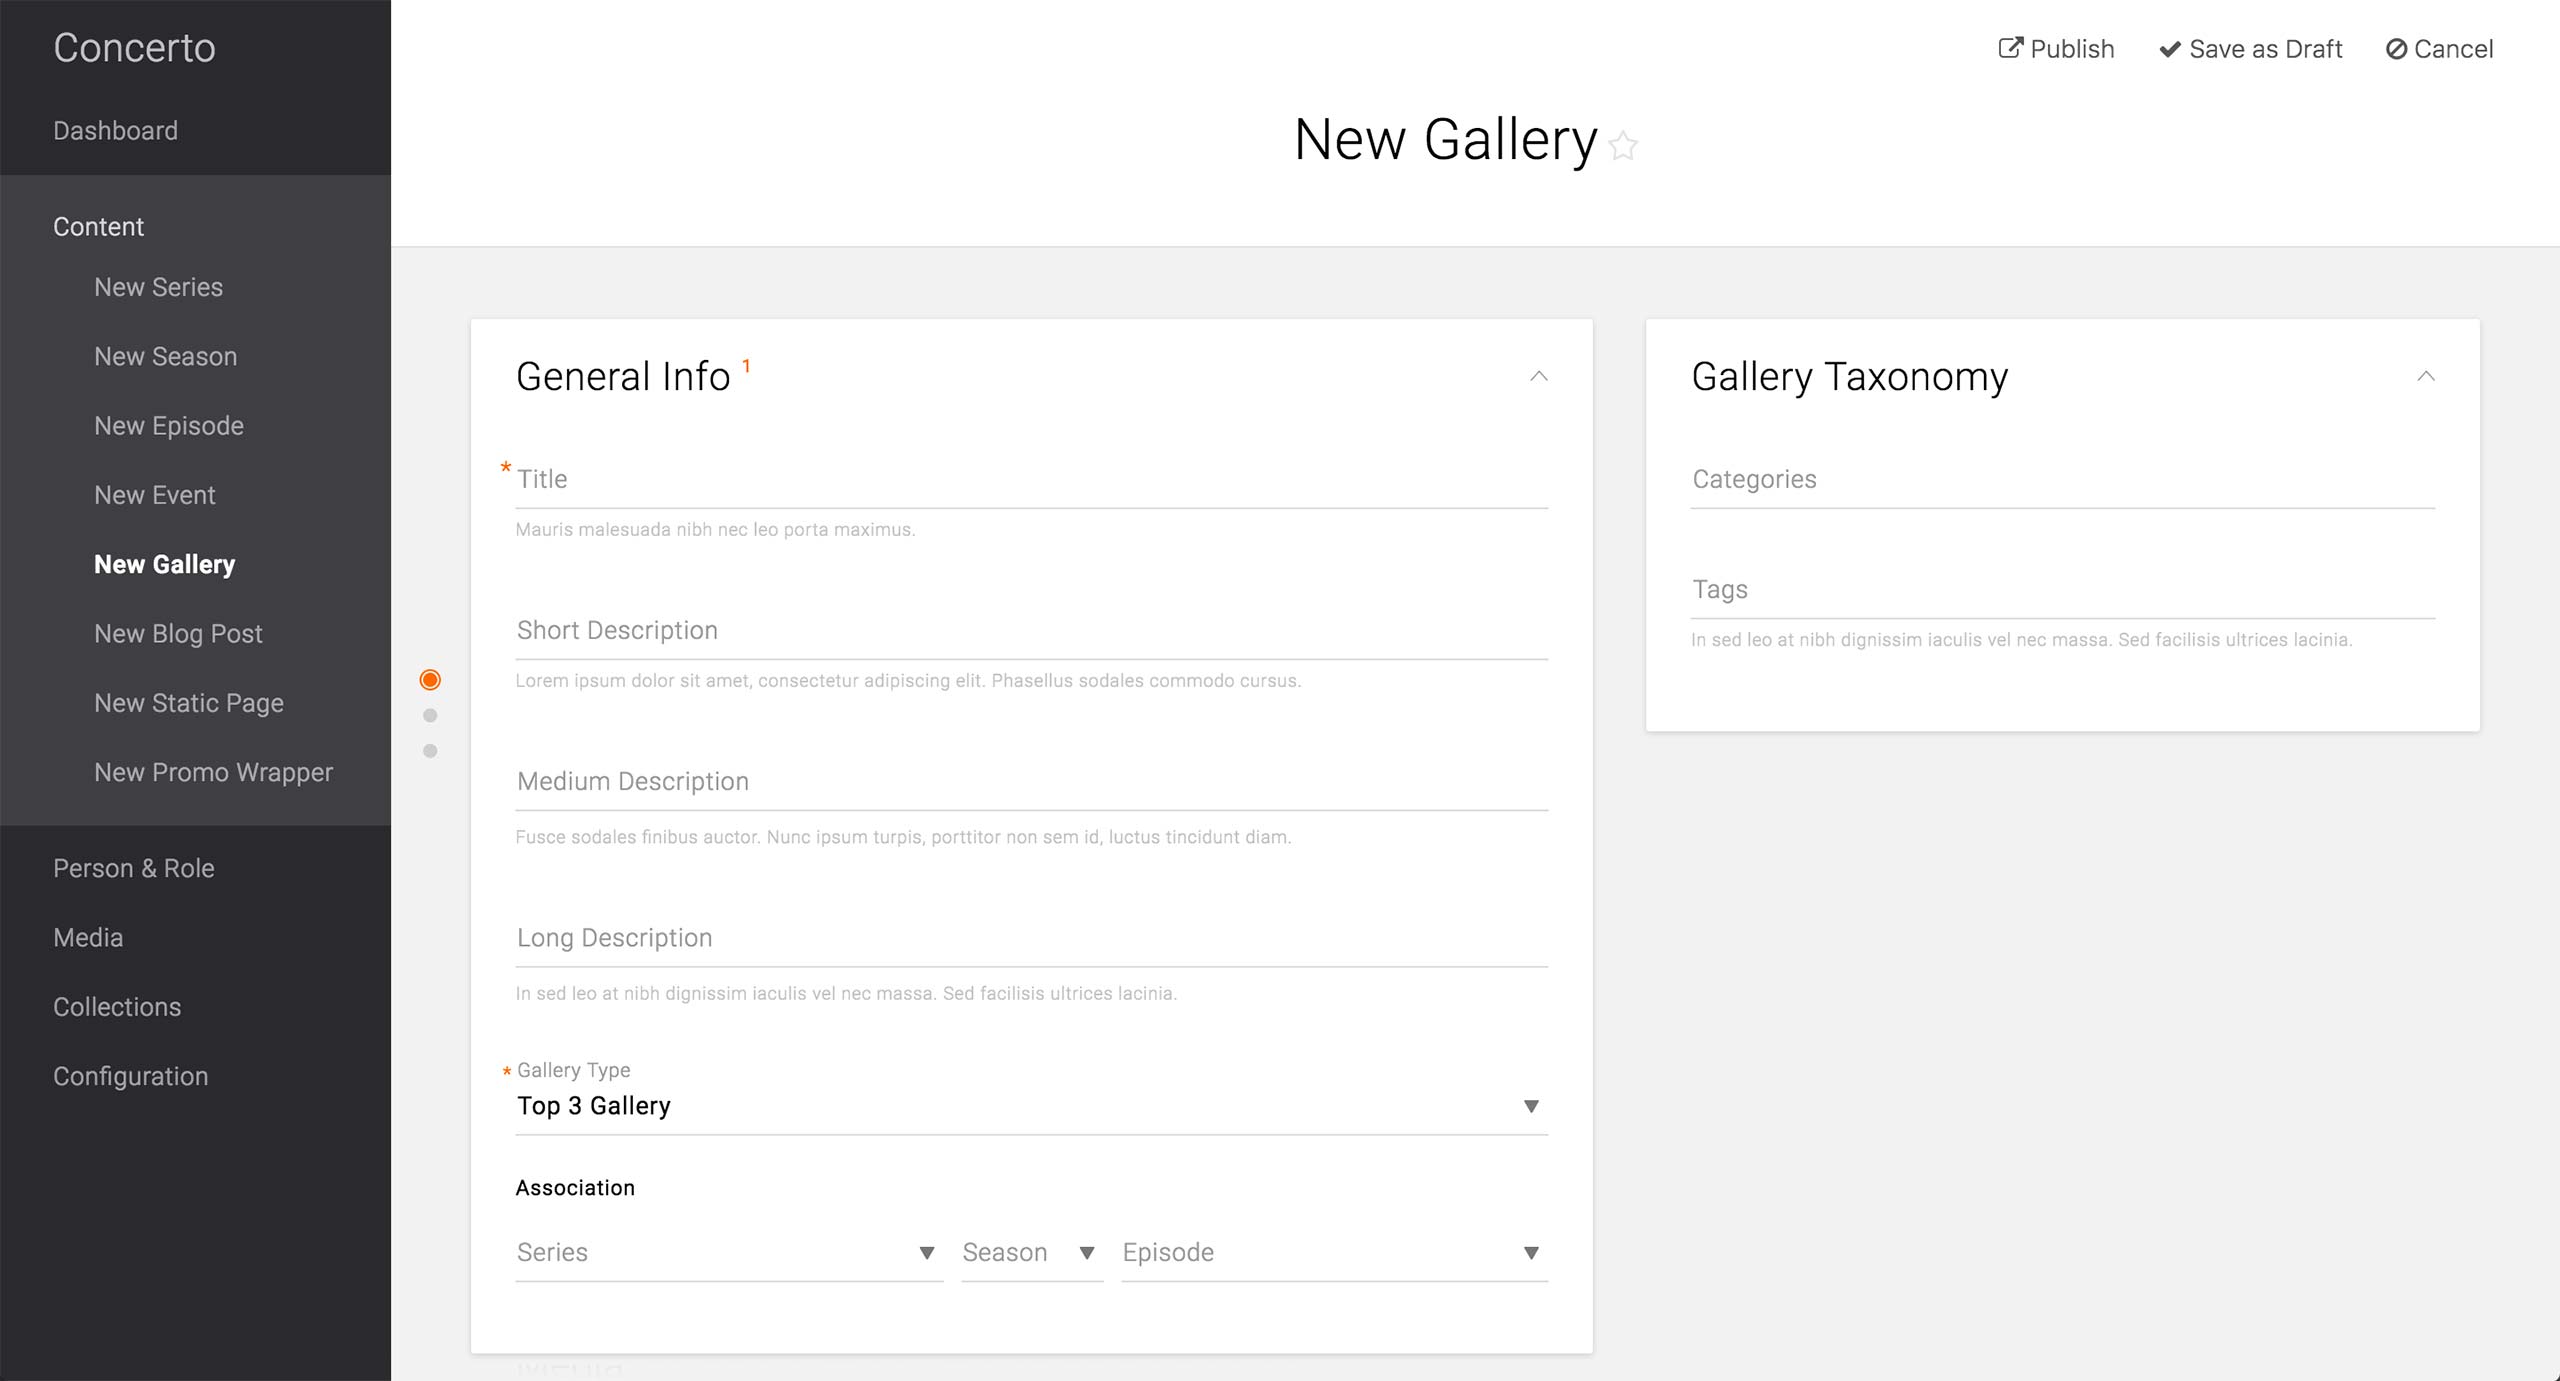 Concerto
Dashboard
Content
New Series
New Season
New Episode
New Event
New Gallery
New Blog Post
New Static Page
New Promo Wrapper
Person & Role
Media
Collections
Configuration
Publish
Save as Draft
Cancel
New Gallery
General Info 1
* Title
Mauris malesuada nibh nec leo porta maximus.
Short Description
Lorem ipsum dolor sit amet, consectetur adipiscing elit. Phasellus sodales commodo cursus.
Medium Description
Fusce sodales finibus auctor. Nunc ipsum turpis, porttitor non sem id, luctus tincidunt diam.
Long Description
In sed leo at nibh dignissim iaculis vel nec massa. Sed facilisis ultrices lacinia.
* Gallery Type
Top 3 Gallery
Association
Series Season Episode
Gallery Taxonomy
Categories
Tags
In sed leo at nibh dignissim iaculis vel nec massa. Sed facilisis ultrices lacinia.